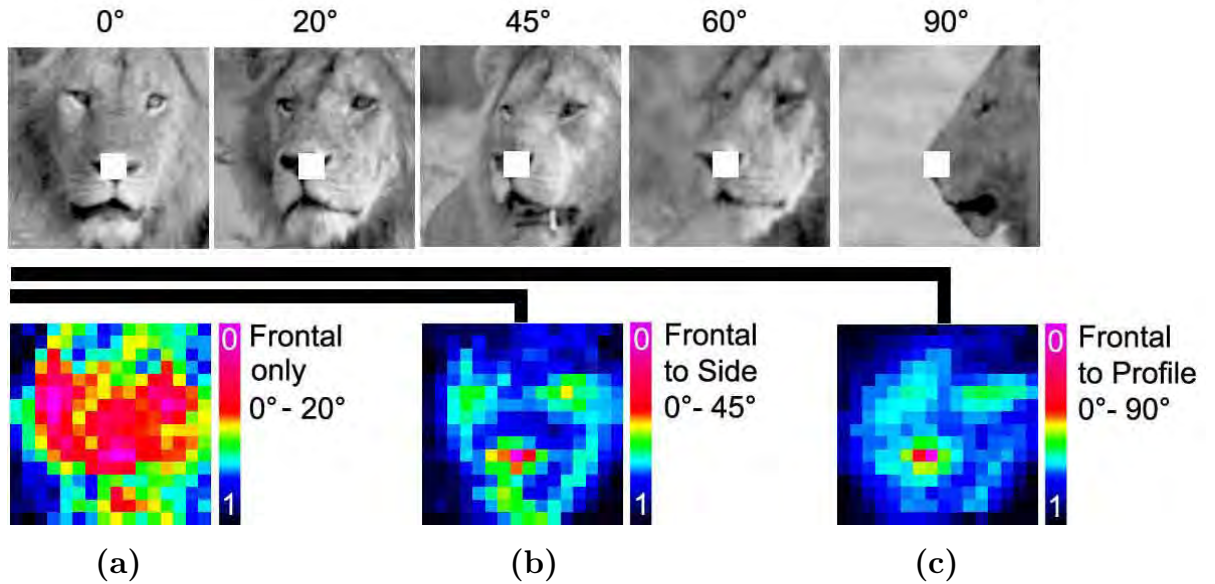 0° 20° 45° 60° 90°
0 Frontal only 0°- 20° 1
0 Frontal to Side 0°- 45° 1
0 Frontal to Profile 0°- 90° 1
(a) (b) (c)